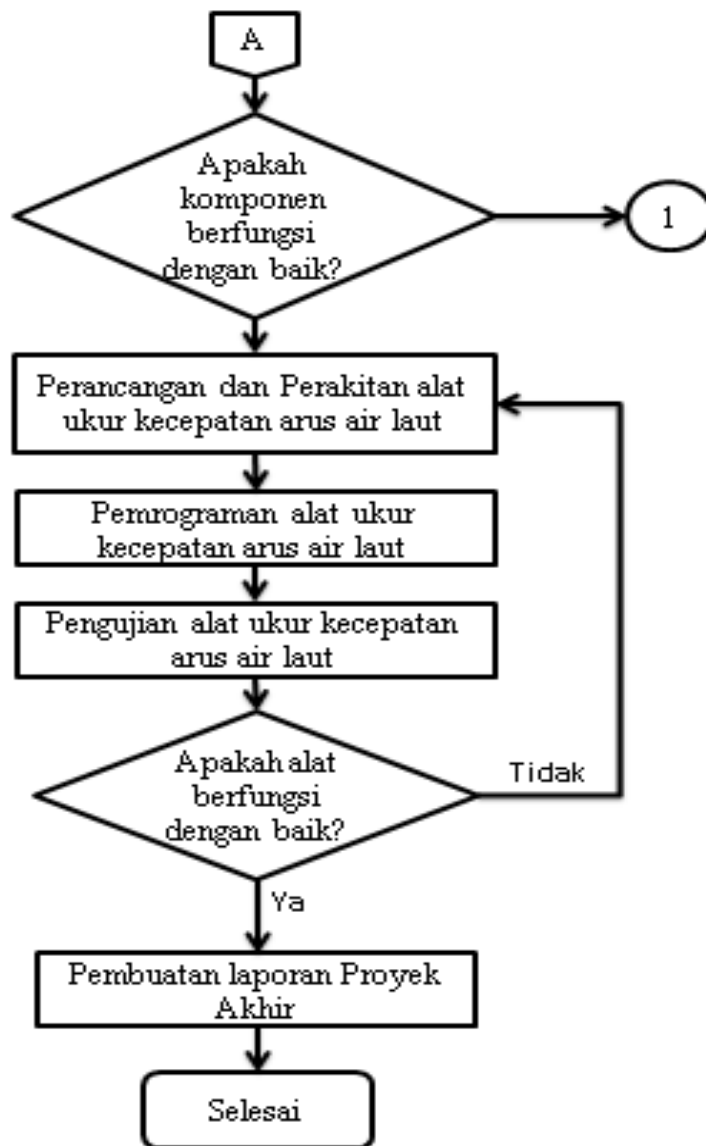 A
Apakah
komponen
berfungsi
dengan baik?
1
Perancangan dan Perakitan alat
ukur kecepatan arus air laut
Pemrograman alat ukur
kecepatan arus air laut
Pengujian alat ukur kecepatan
arus air laut
Apakah alat
berfungsi
dengan baik?
Tidak
Ya
Pembuatan laporan Proyek
Akhir
Selesai